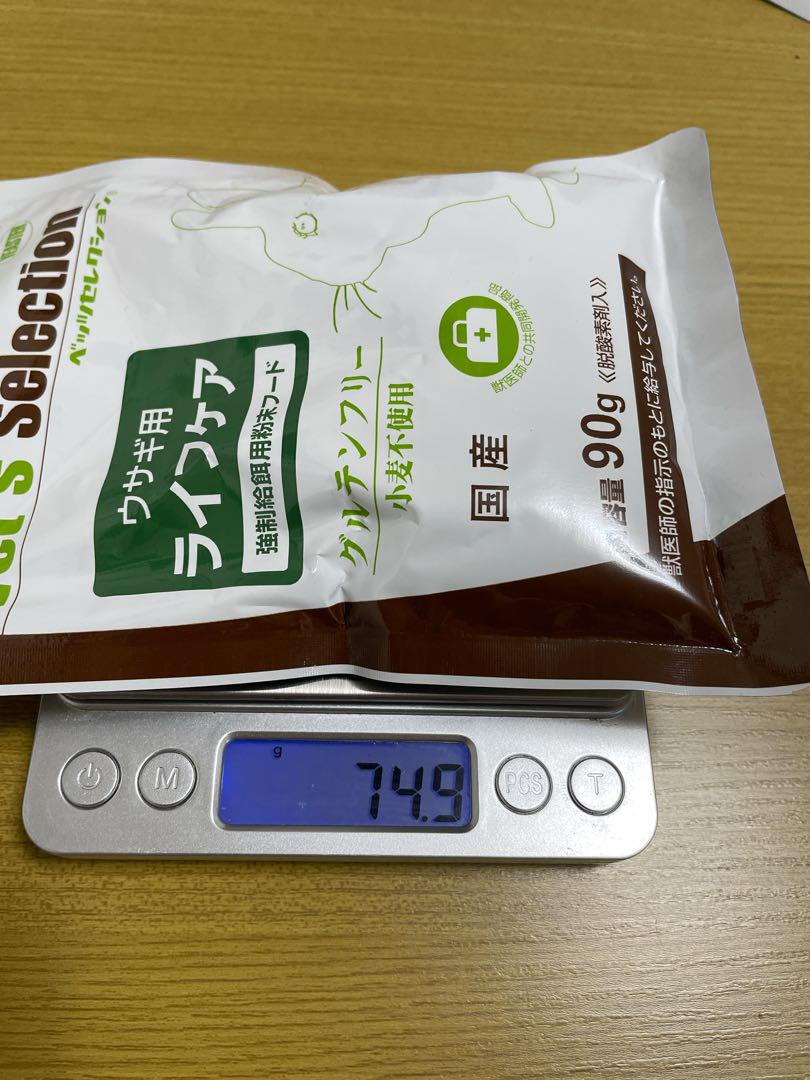 Selection
ベッツセレクション®
ウサギ用
ライフケア
強制給餌用粉末フード
グルテンフリー
小麦不使用
獣医師との共同開発商品
国産
容量 90g 《脱酸素剤入》
獣医師の指示のもとに給与してください。
g
74.9
M
PCS
T